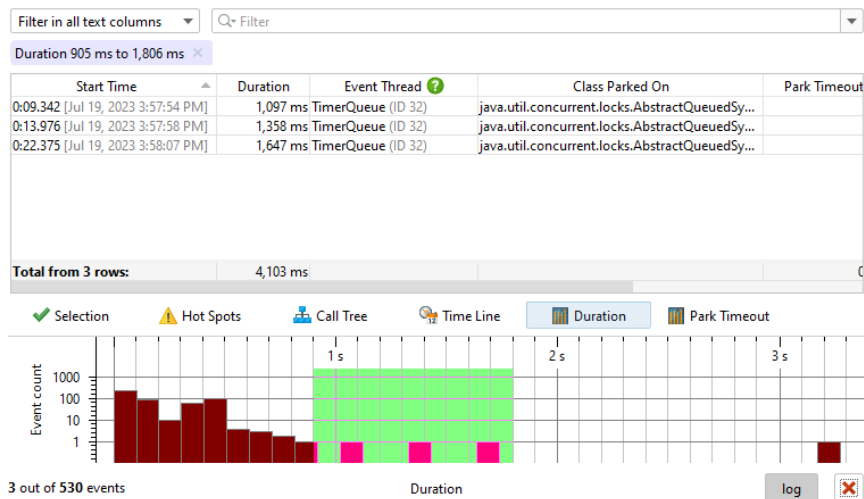 Filter in all text columns Filter
Duration 905 ms to 1,806 ms
Start Time Duration Event Thread Class Parked On Park Timeout
0:09.342 [Jul 19, 2023 3:57:54 PM] 1,097 ms TimerQueue (ID 32) java.util.concurrent.locks.AbstractQueuedSy...
0:13.976 [Jul 19, 2023 3:57:58 PM] 1,358 ms TimerQueue (ID 32) java.util.concurrent.locks.AbstractQueuedSy...
0:22.375 [Jul 19, 2023 3:58:07 PM] 1,647 ms TimerQueue (ID 32) java.util.concurrent.locks.AbstractQueuedSy...
Total from 3 rows: 4,103 ms 0
Selection Hot Spots Call Tree Time Line Duration Park Timeout
1 s 2 s 3 s
Event count
1000
100
10
1
3 out of 530 events Duration log